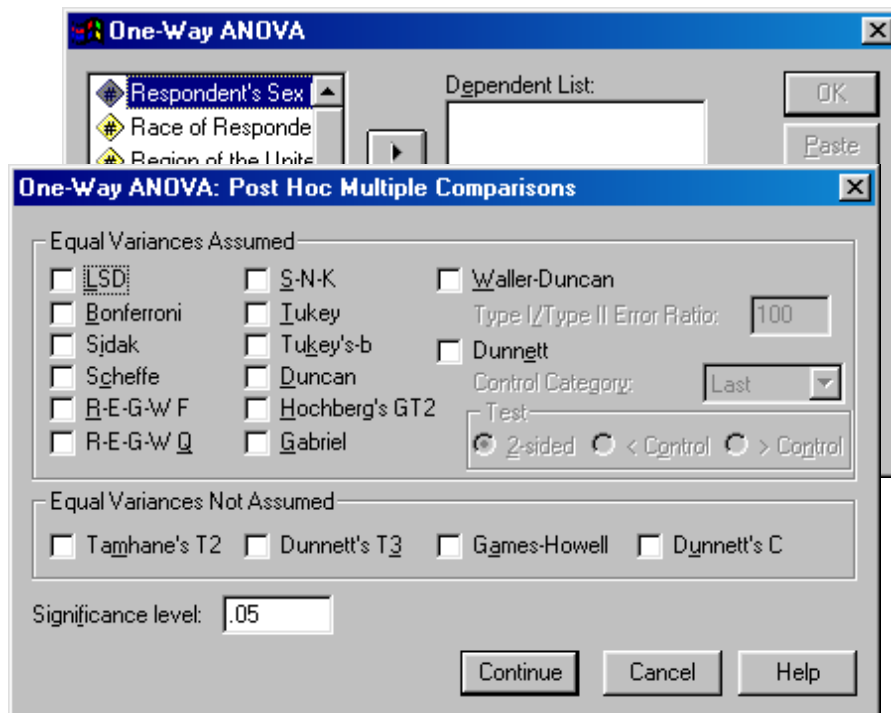 One-Way ANOVA
Respondent's Sex
Dependent List:
OK
Race of Responde
Paste
Region of the Unite
One-Way ANOVA: Post Hoc Multiple Comparisons
Equal Variances Assumed
LSD
S-N-K
Waller-Duncan
Bonferroni
Tukey
Type I/Type II Error Ratio: 100
Sidak
Tukey's-b
Dunnett
Scheffe
Duncan
Control Category: Last
R-E-G-W F
Hochberg's GT2
Test
R-E-G-W Q
Gabriel
2-sided < Control > Control
Equal Variances Not Assumed
Tamhane's T2 Dunnett's T3 Games-Howell Dunnett's C
Significance level: .05
Continue Cancel Help